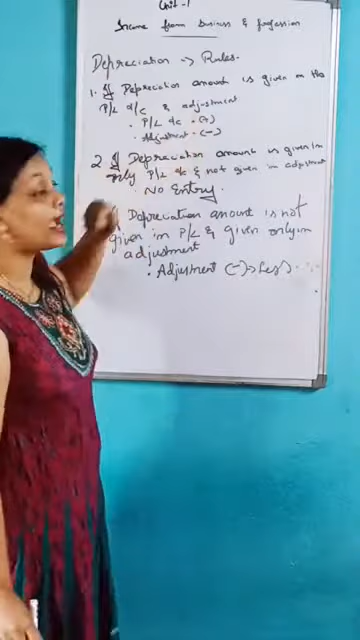 Unit-1
Income from business & profession
Depreciation -> Rules.
1. If Depreciation amount is given on the
P/L a/c & adjustment
• P/L a/c - (+)
• Adjustment - (-)
2 If Depreciation amount is given in
only P/L a/c & not given in adjustment
- No Entry.
Depreciation amount is not
given in P/L & given only in
adjustment
• Adjustment (-) -> Less)